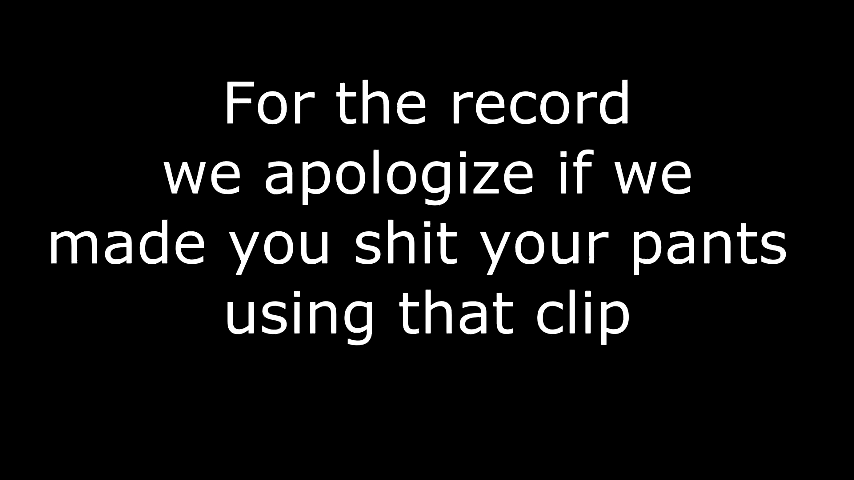 For the record
we apologize if we
made you shit your pants
using that clip